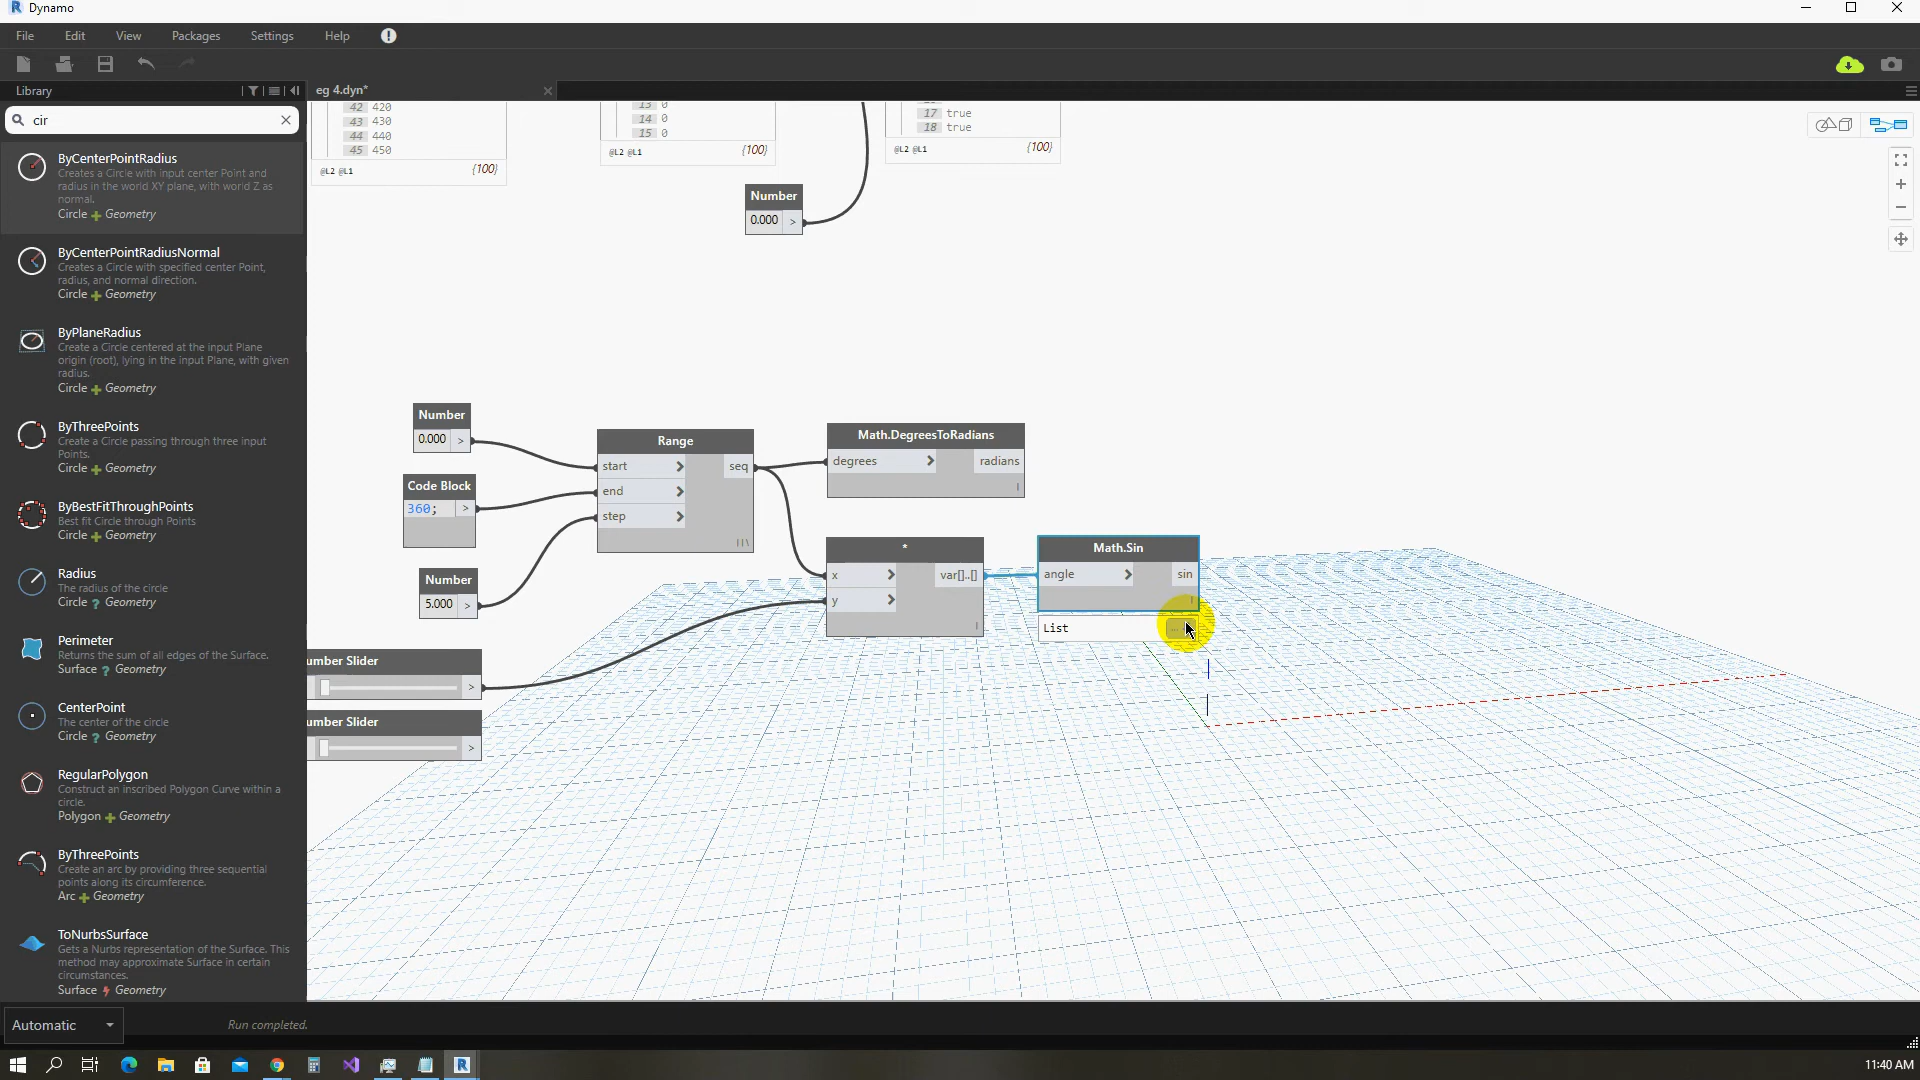 Dynamo
File Edit View Packages Settings Help
Library
eg 4.dyn*
cir
ByCenterPointRadius
Creates a Circle with input center Point and
radius in the world XY plane, with world Z as
normal.
Circle Geometry
ByCenterPointRadiusNormal
Creates a Circle with specified center Point,
radius, and normal direction.
Circle Geometry
ByPlaneRadius
Create a Circle centered at the input Plane
origin (root), lying in the input Plane, with given
radius.
Circle Geometry
ByThreePoints
Create a Circle passing through three input
Points.
Circle Geometry
ByBestFitThroughPoints
Best fit Circle through Points
Circle Geometry
Radius
The radius of the circle
Circle ? Geometry
Perimeter
Returns the sum of all edges of the Surface.
Surface ? Geometry
CenterPoint
The center of the circle
Circle ? Geometry
RegularPolygon
Construct an inscribed Polygon Curve within a
circle.
Polygon Geometry
ByThreePoints
Create an arc by providing three sequential
points along its circumference.
Arc Geometry
ToNurbsSurface
Gets a Nurbs representation of the Surface. This
method may approximate Surface in certain
circumstances.
Surface Geometry
42 420
43 430
44 440
45 450
@L2 @L1 {100}
13 0
14 0
15 0
@L2 @L1 {100}
17 true
18 true
@L2 @L1 {100}
Number
0.000 >
Number
0.000 >
Code Block
360; >
Number
5.000 >
umber Slider
>
umber Slider
>
Range
start > seq
end >
step >
Math.DegreesToRadians
degrees > radians
*
x > var[]..[]
y >
Math.Sin
angle > sin
List
Automatic
Run completed.
11:40 AM